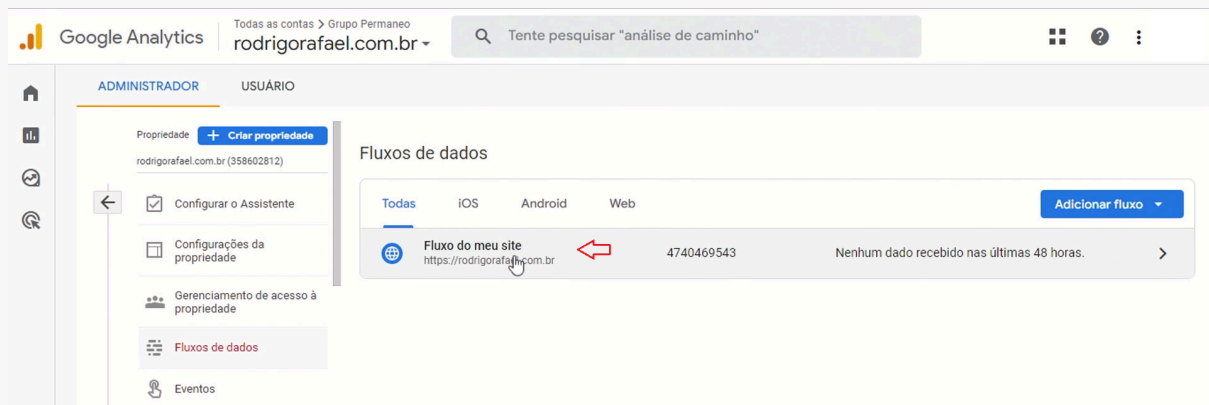 Google Analytics
Todas as contas > Grupo Permaneo
rodrigorafael.com.br
Tente pesquisar "análise de caminho"
ADMINISTRADOR
USUÁRIO
Propriedade
+ Criar propriedade
rodrigorafael.com.br (358602812)
Configurar o Assistente
Configurações da
propriedade
Gerenciamento de acesso à
propriedade
Fluxos de dados
Eventos
Fluxos de dados
Todas
iOS
Android
Web
Adicionar fluxo
Fluxo do meu site
https://rodrigorafael.com.br
4740469543
Nenhum dado recebido nas últimas 48 horas.